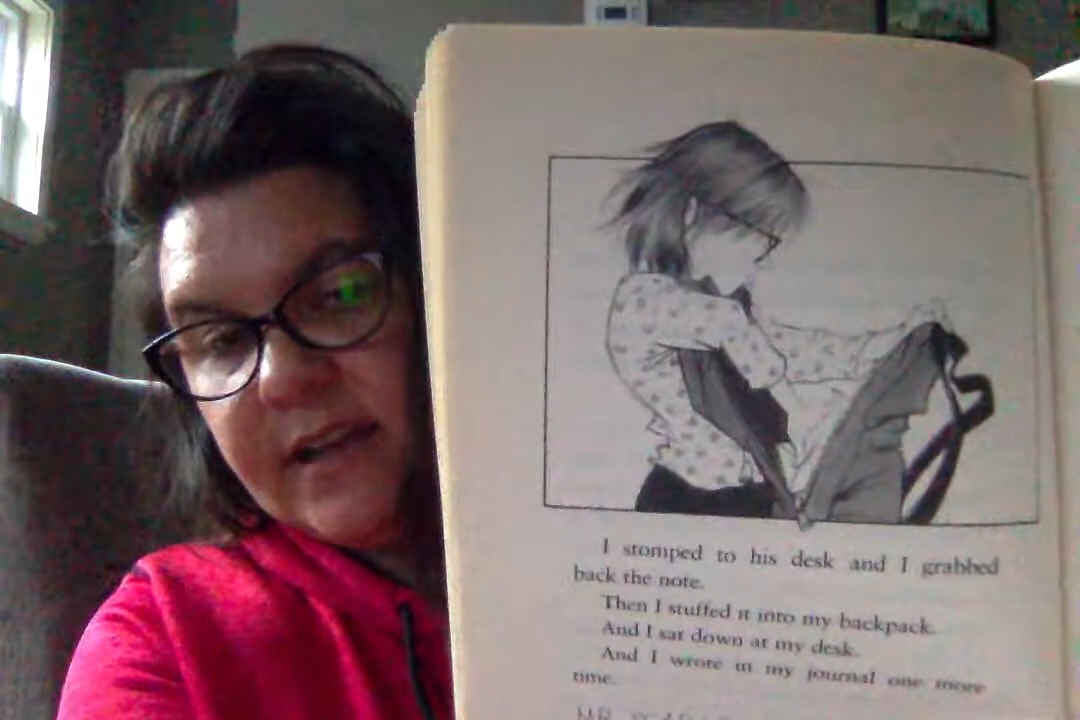 I stomped to his desk and I grabbed
back the note.
Then I stuffed it into my backpack.
And I sat down at my desk.
And I wrote in my journal one more
time.